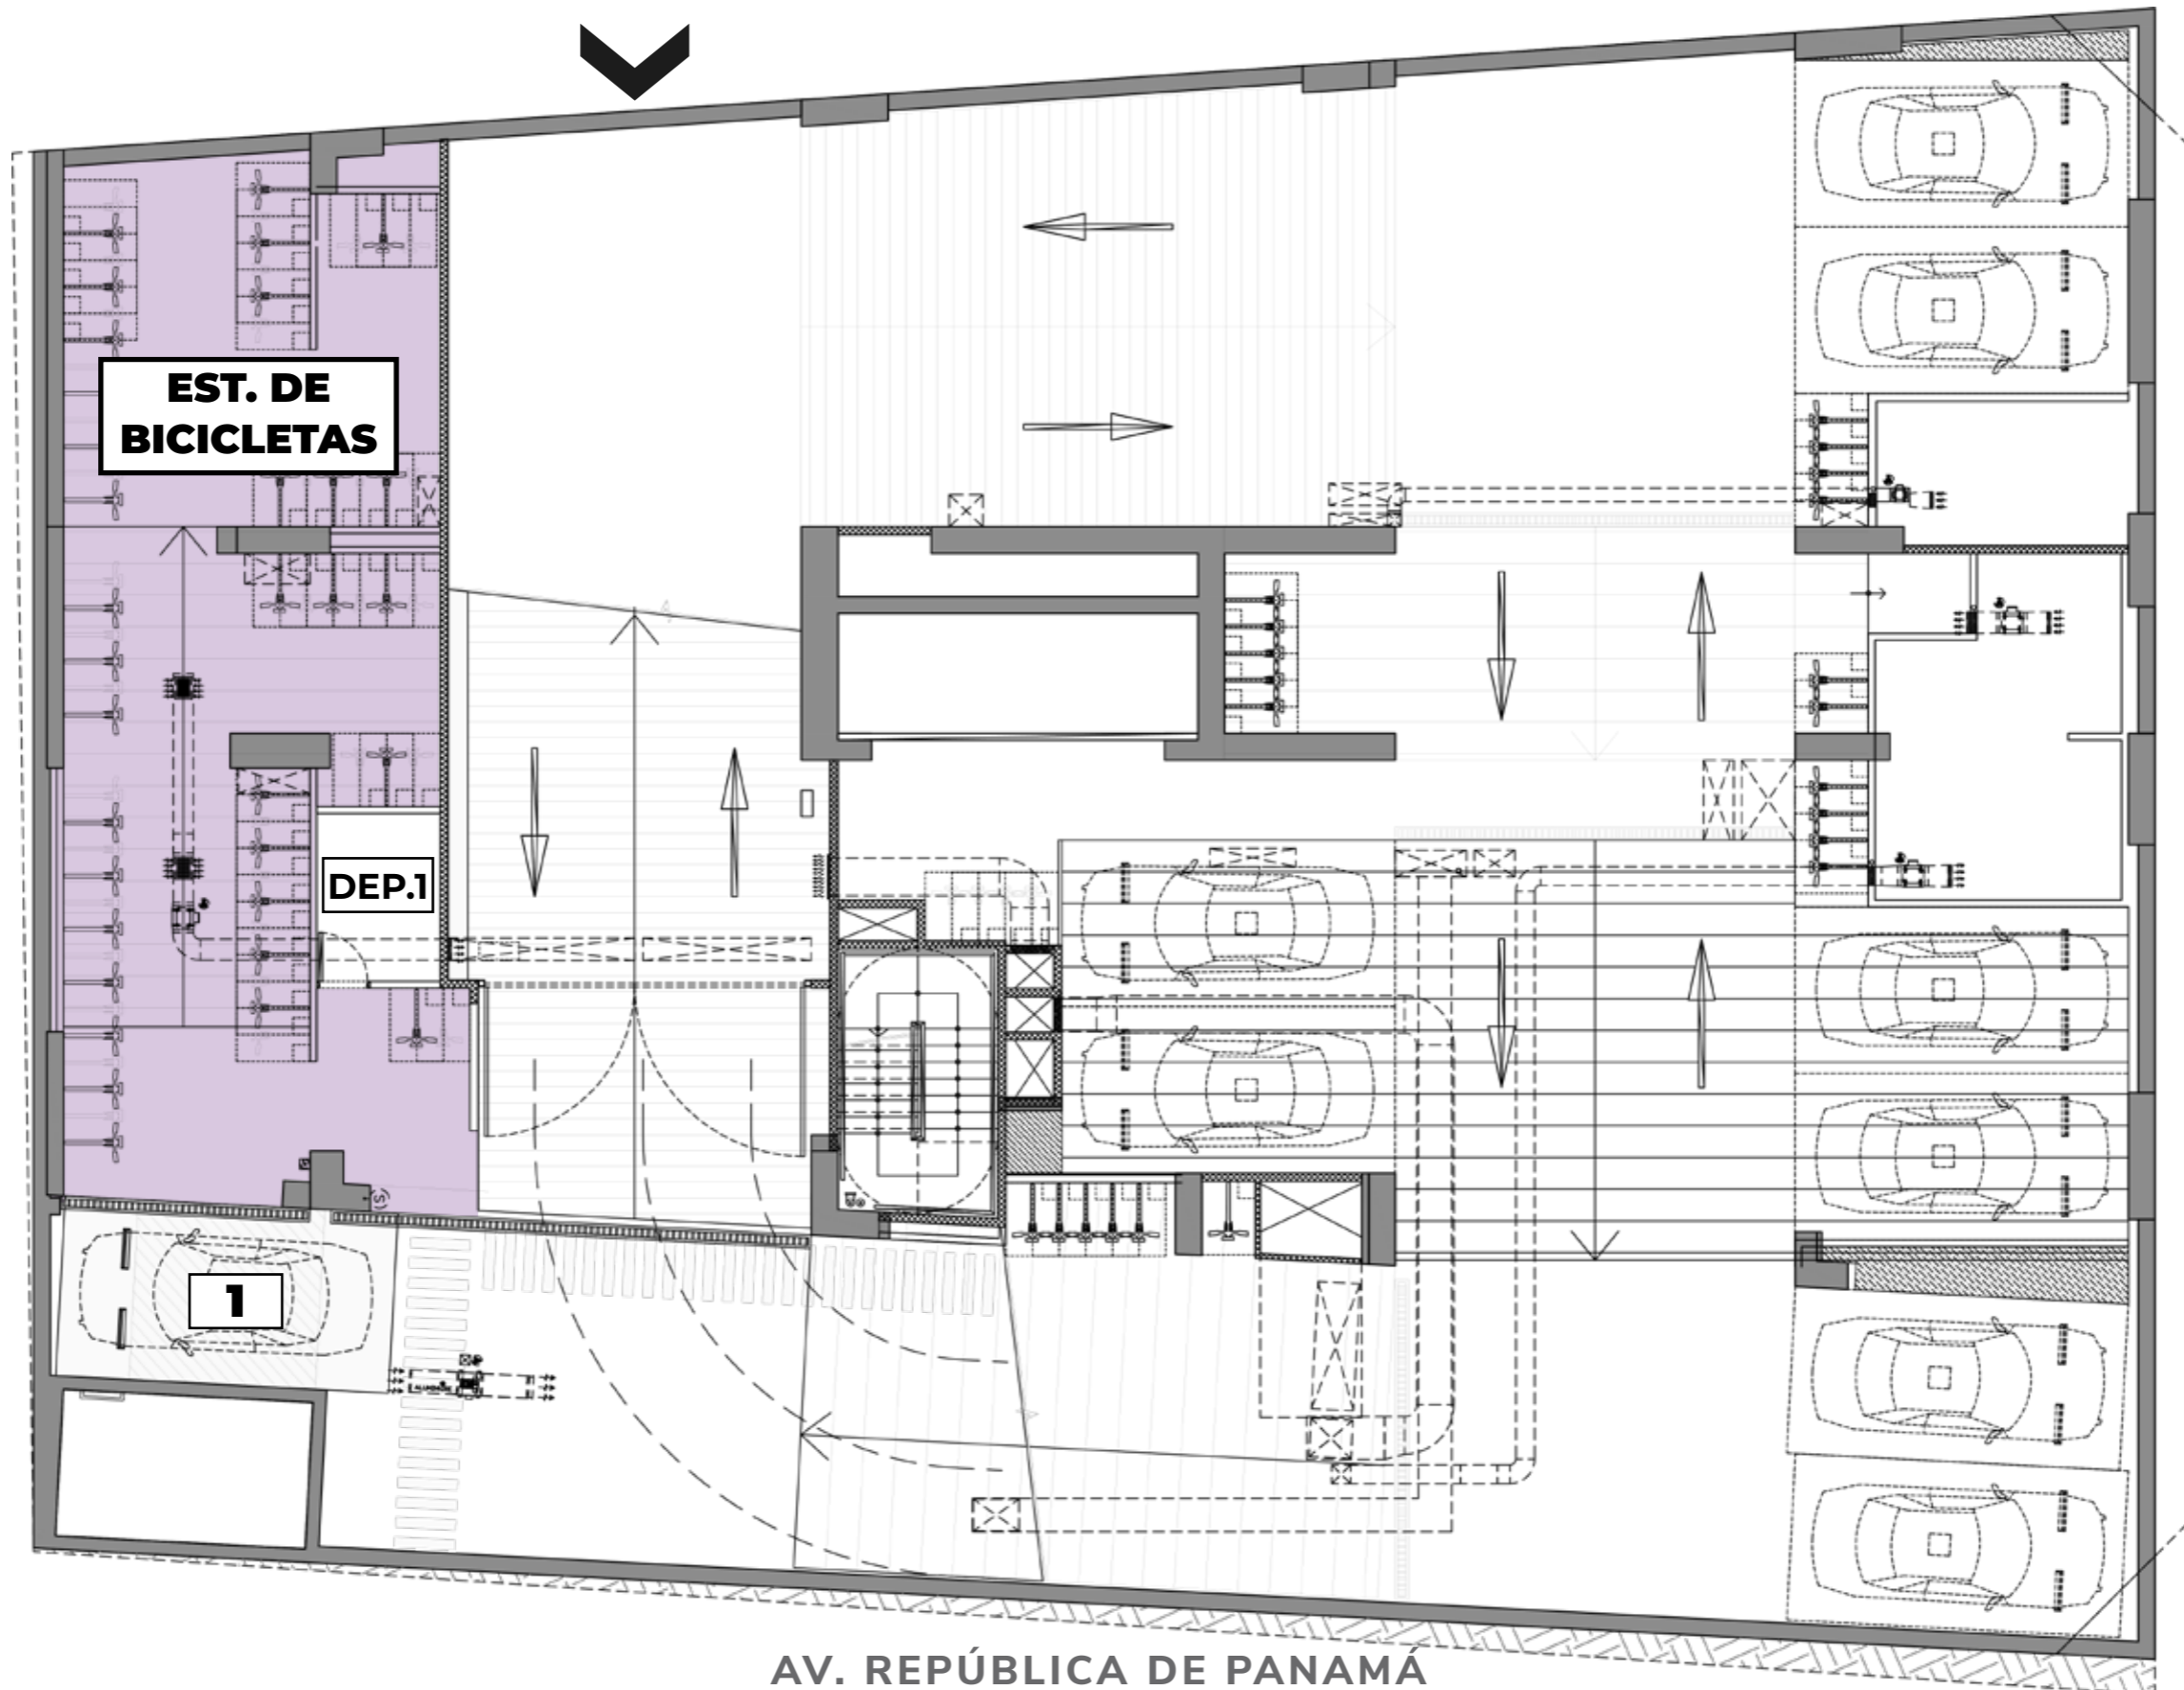 EST. DE
BICICLETAS
DEP.1
1
AV. REPÚBLICA DE PANAMÁ